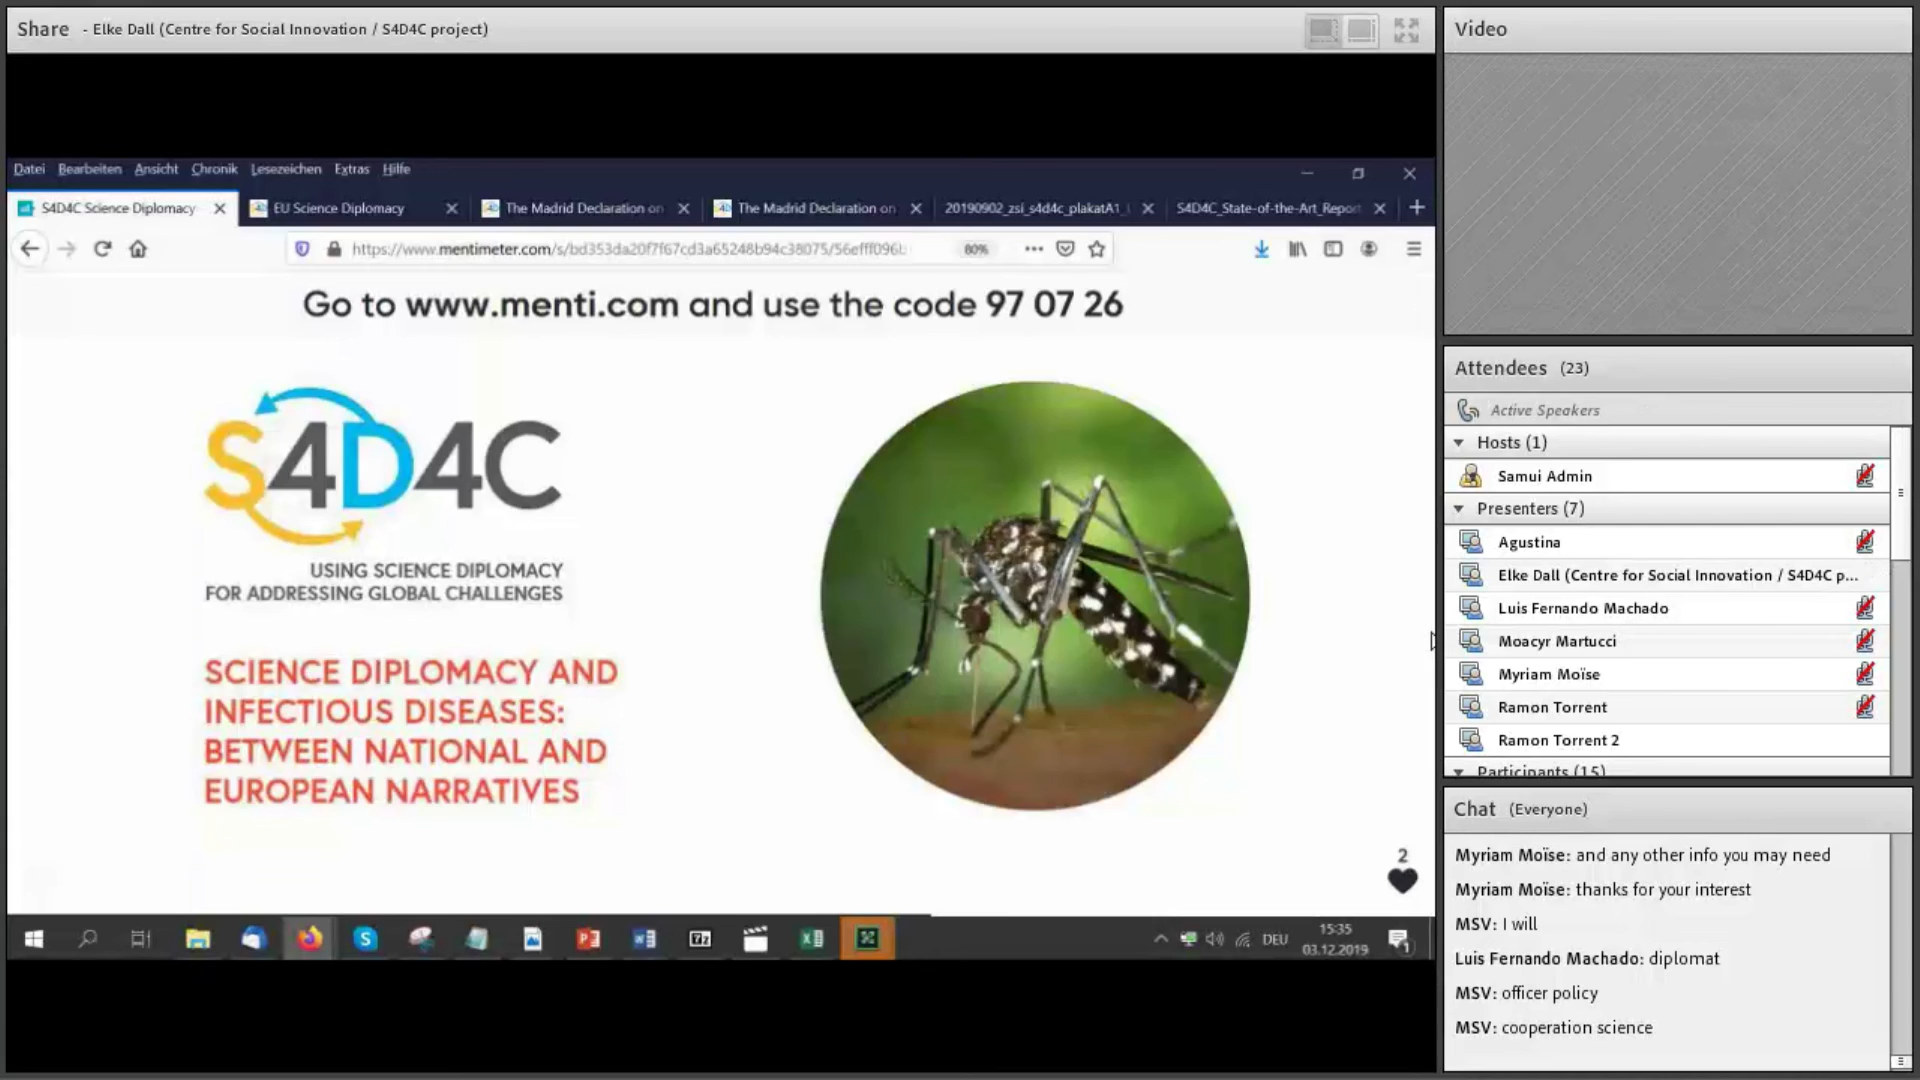 Share - Elke Dall (Centre for Social Innovation / S4D4C project)
Datei Bearbeiten Ansicht Chronik Lesezeichen Extras Hilfe
S4D4C Science Diplomacy
EU Science Diplomacy
The Madrid Declaration on
The Madrid Declaration on
20190902_zsi_s4d4c_plakatA1_
S4D4C_State-of-the-Art_Report
https://www.mentimeter.com/s/bd353da20f7f67cd3a65248b94c38075/56efff096b
80%
Go to www.menti.com and use the code 97 07 26
S4D4C
USING SCIENCE DIPLOMACY
FOR ADDRESSING GLOBAL CHALLENGES
SCIENCE DIPLOMACY AND
INFECTIOUS DISEASES:
BETWEEN NATIONAL AND
EUROPEAN NARRATIVES
2
DEU
15:35
03.12.2019
1
Video
Attendees (23)
Active Speakers
Hosts (1)
Samui Admin
Presenters (7)
Agustina
Elke Dall (Centre for Social Innovation / S4D4C p...
Luis Fernando Machado
Moacyr Martucci
Myriam Moïse
Ramon Torrent
Ramon Torrent 2
Participants (15)
Chat (Everyone)
Myriam Moïse: and any other info you may need
Myriam Moïse: thanks for your interest
MSV: I will
Luis Fernando Machado: diplomat
MSV: officer policy
MSV: cooperation science